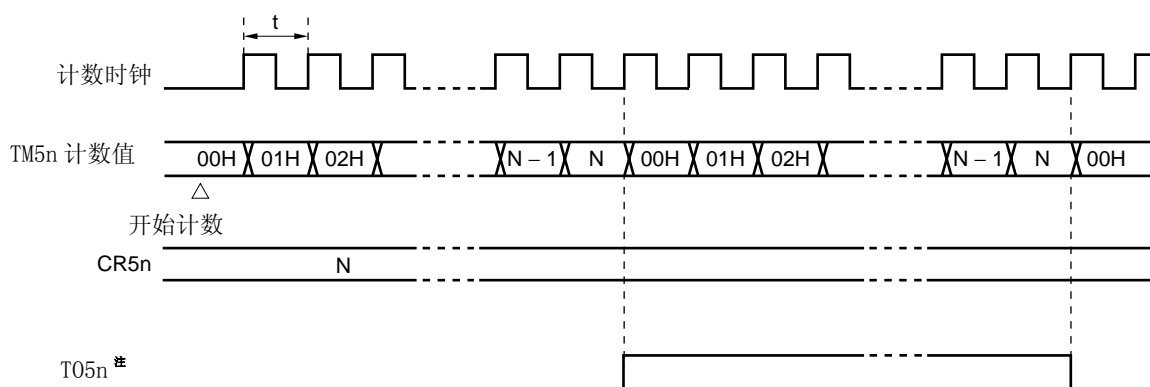 t
计数时钟
TM5n 计数值
00H 01H 02H N – 1 N 00H 01H 02H N – 1 N 00H
△
开始计数
CR5n
N
TO5n 注